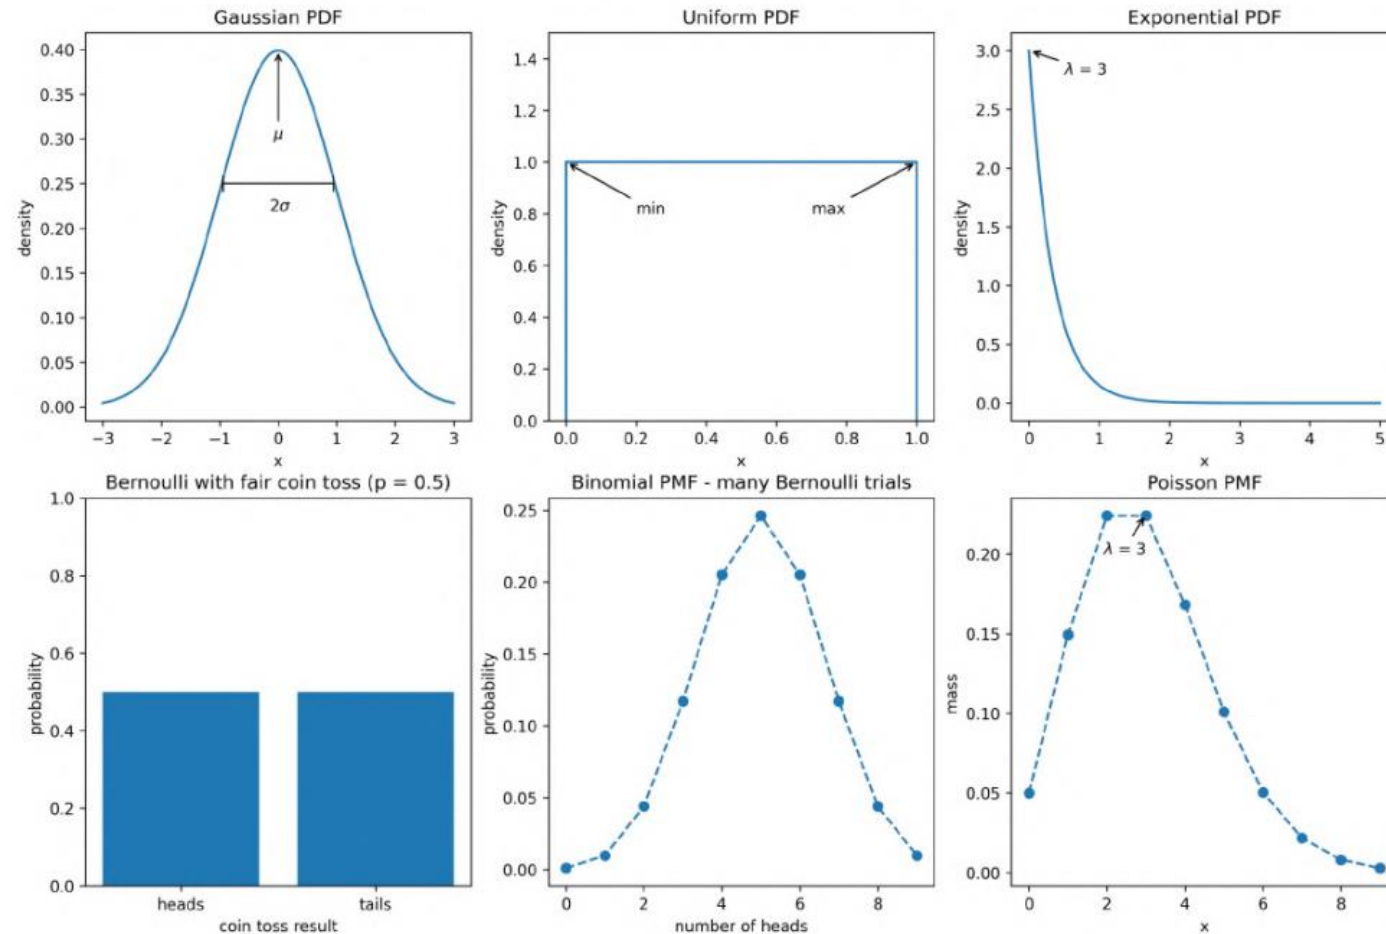 Gaussian PDF
0.40
0.35
0.30
0.25
0.20
0.15
0.10
0.05
0.00
density
μ
2σ
−3 −2 −1 0 1 2 3
x
Uniform PDF
1.4
1.2
1.0
0.8
0.6
0.4
0.2
0.0
density
min max
0.0 0.2 0.4 0.6 0.8 1.0
x
Exponential PDF
3.0
2.5
2.0
1.5
1.0
0.5
0.0
density
λ = 3
0 1 2 3 4 5
x
Bernoulli with fair coin toss (p = 0.5)
1.0
0.8
0.6
0.4
0.2
0.0
probability
heads tails
coin toss result
Binomial PMF - many Bernoulli trials
0.25
0.20
0.15
0.10
0.05
0.00
probability
0 2 4 6 8
number of heads
Poisson PMF
0.20
0.15
0.10
0.05
0.00
mass
λ = 3
0 2 4 6 8
x